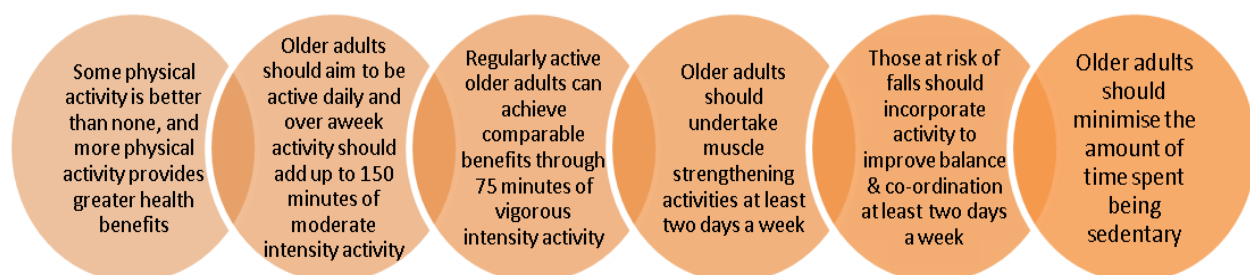 Some physical
activity is better
than none, and
more physical
activity provides
greater health
benefits
Older adults
should aim to be
active daily and
over aweek
activity should
add up to 150
minutes of
moderate
intensity activity
Regularly active
older adults can
achieve
comparable
benefits through
75 minutes of
vigorous
intensity activity
Older adults
should
undertake
muscle
strengthening
activities at least
two days a week
Those at risk of
falls should
incorporate
activity to
improve balance
& co-ordination
at least two days
a week
Older adults
should
minimise the
amount of
time spent
being
sedentary